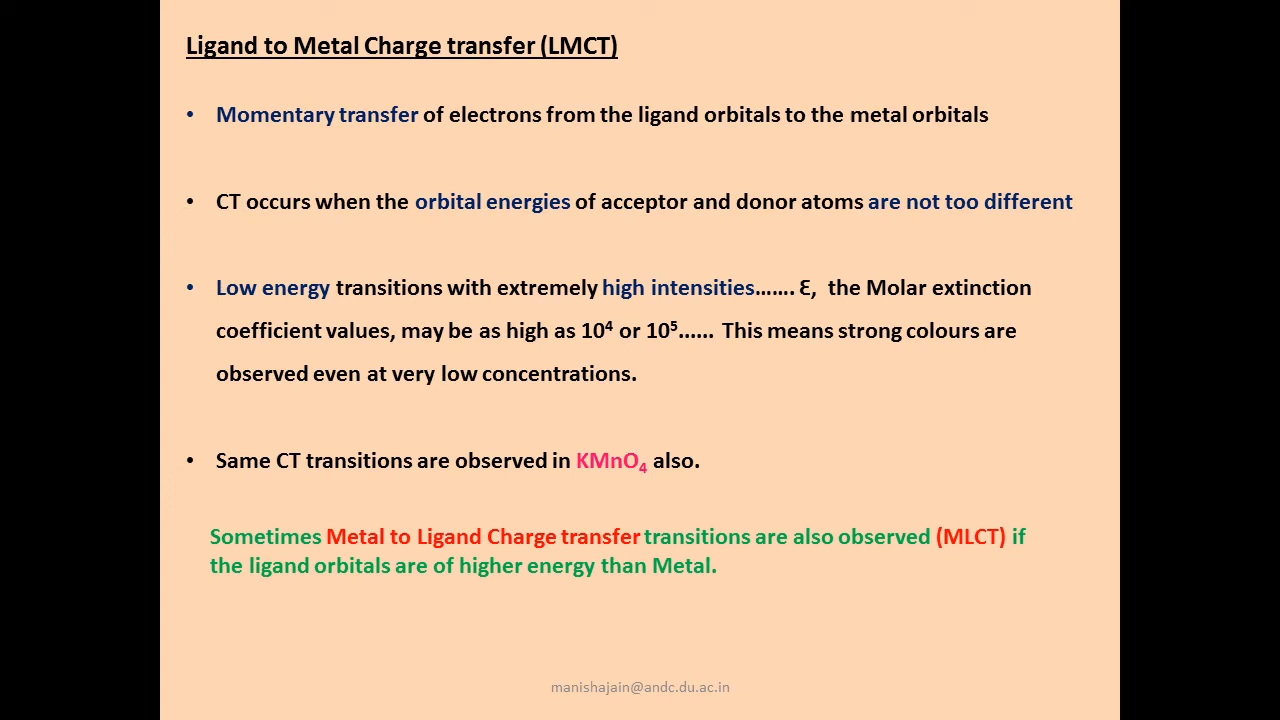 Ligand to Metal Charge transfer (LMCT)
• Momentary transfer of electrons from the ligand orbitals to the metal orbitals
• CT occurs when the orbital energies of acceptor and donor atoms are not too different
• Low energy transitions with extremely high intensities……. Ɛ, the Molar extinction
coefficient values, may be as high as 10⁴ or 10⁵...... This means strong colours are
observed even at very low concentrations.
• Same CT transitions are observed in KMnO₄ also.
Sometimes Metal to Ligand Charge transfer transitions are also observed (MLCT) if
the ligand orbitals are of higher energy than Metal.
manishajain@andc.du.ac.in